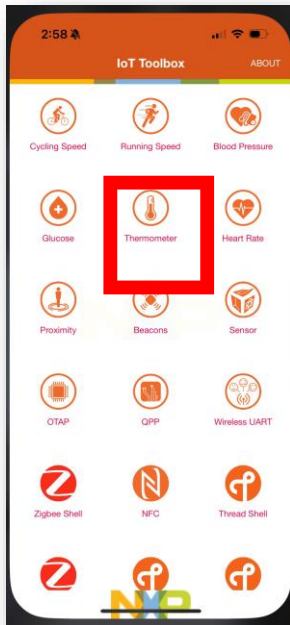 2:58
IoT Toolbox
ABOUT
Cycling Speed
Running Speed
Blood Pressure
Glucose
Thermometer
Heart Rate
Proximity
Beacons
Sensor
OTAP
QPP
Wireless UART
Zigbee Shell
NFC
Thread Shell
NXP